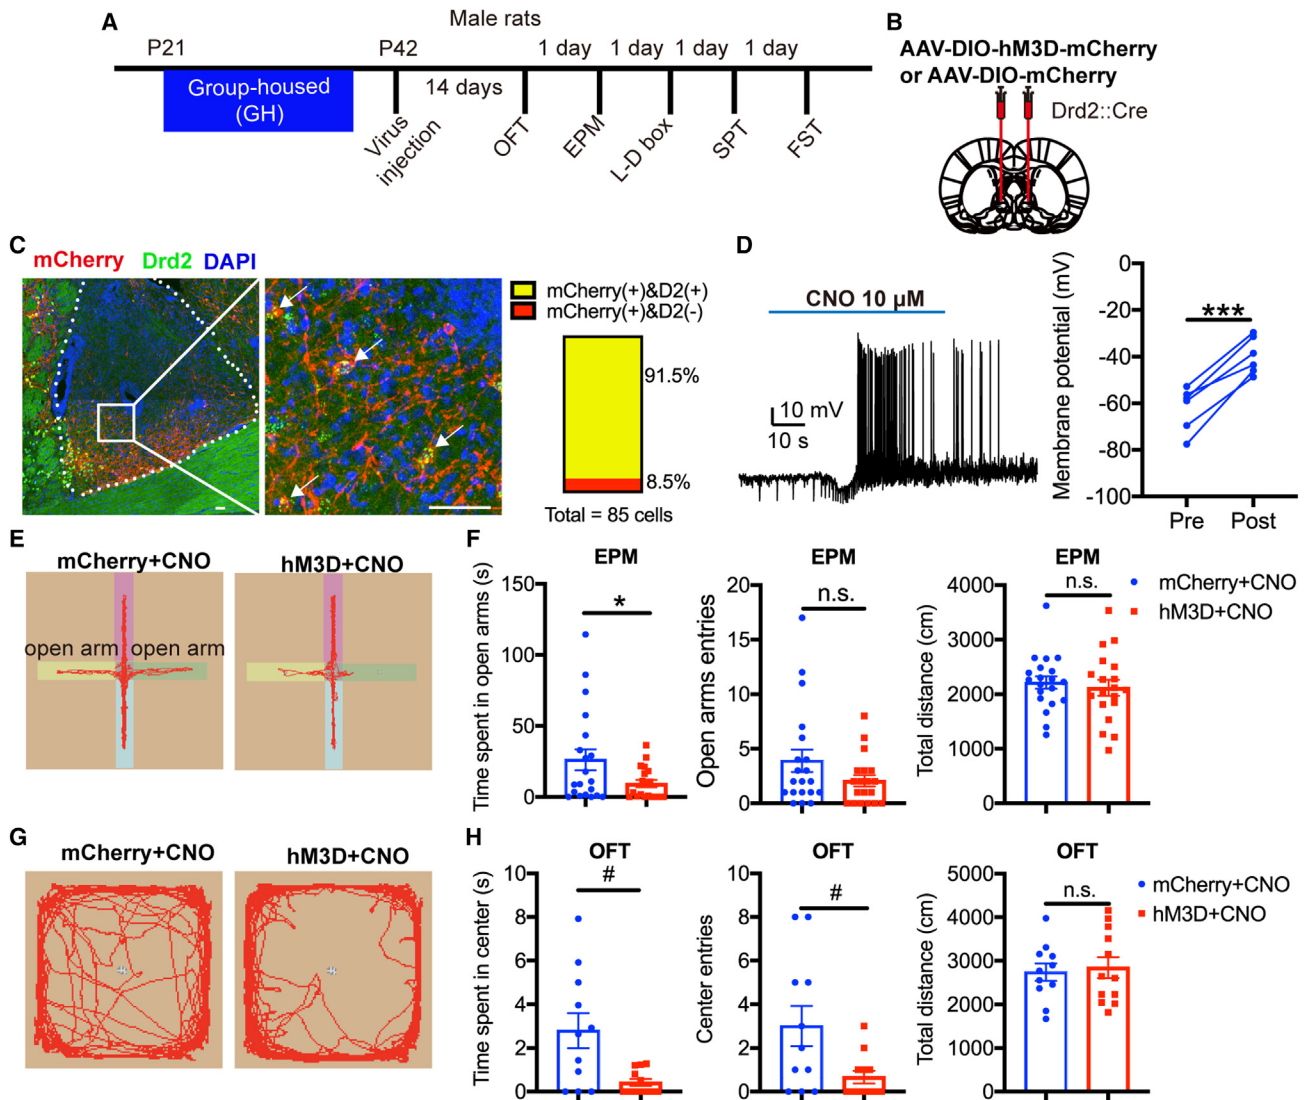 A
Male rats
P21
P42
1 day
1 day
1 day
1 day
Group-housed
(GH)
14 days
Virus
injection
OFT
EPM
L-D box
SPT
FST
B
AAV-DIO-hM3D-mCherry
or AAV-DIO-mCherry
Drd2::Cre
C
mCherry Drd2 DAPI
mCherry(+)&D2(+)
mCherry(+)&D2(-)
91.5%
8.5%
Total = 85 cells
D
CNO 10 µM
10 mV
10 s
Membrane potential (mV)
0
-20
-40
-60
-80
-100
***
Pre
Post
E
mCherry+CNO
hM3D+CNO
open arm
open arm
F
EPM
Time spent in open arms (s)
150
100
50
0
*
EPM
Open arms entries
20
15
10
5
0
n.s.
EPM
Total distance (cm)
4000
3000
2000
1000
0
n.s.
mCherry+CNO
hM3D+CNO
G
mCherry+CNO
hM3D+CNO
H
OFT
Time spent in center (s)
10
8
6
4
2
0
#
OFT
Center entries
10
8
6
4
2
0
#
OFT
Total distance (cm)
5000
4000
3000
2000
1000
0
n.s.
mCherry+CNO
hM3D+CNO